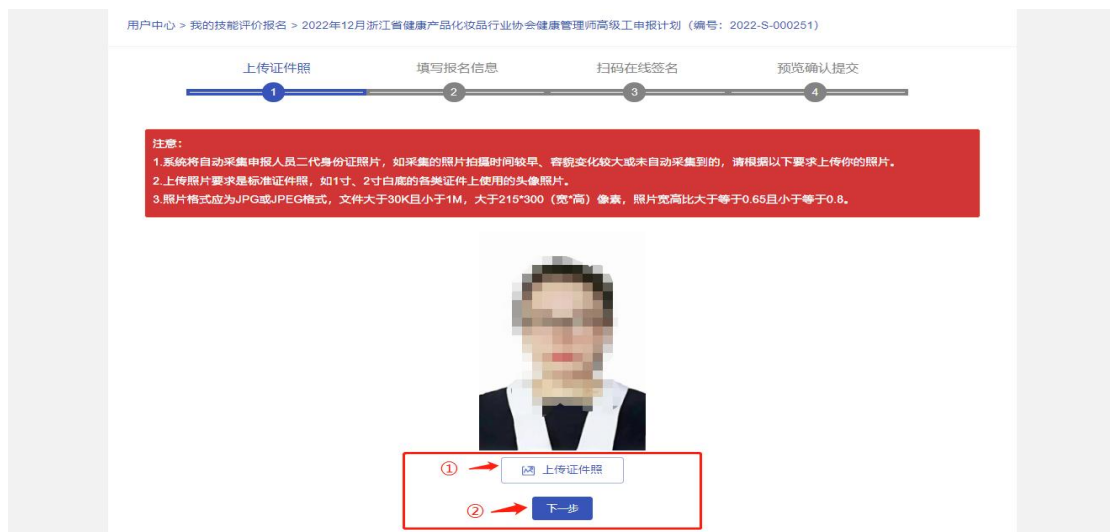 用户中心 > 我的技能评价报名 > 2022年12月浙江省健康产品化妆品行业协会健康管理师高级工申报计划（编号：2022-S-000251）
上传证件照 填写报名信息 扫码在线签名 预览确认提交
1 2 3 4
注意：
1.系统将自动采集申报人员二代身份证照片，如采集的照片拍摄时间较早、容貌变化较大或未自动采集到的，请根据以下要求上传你的照片。
2.上传照片要求是标准证件照，如1寸、2寸白底的各类证件上使用的头像照片。
3.照片格式应为JPG或JPEG格式，文件大于30K且小于1M，大于215*300（宽*高）像素，照片宽高比大于等于0.65且小于等于0.8。
① 上传证件照
② 下一步